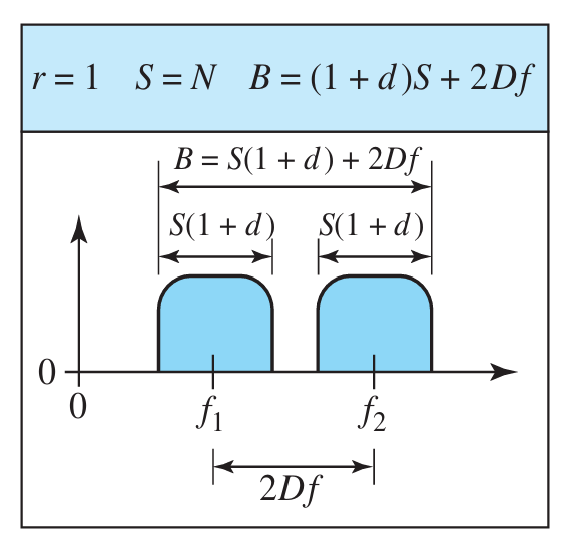 r = 1 S = N B = (1 + d)S + 2Df
B = S(1 + d) + 2Df
S(1 + d) S(1 + d)
0
0 f1 f2
2Df